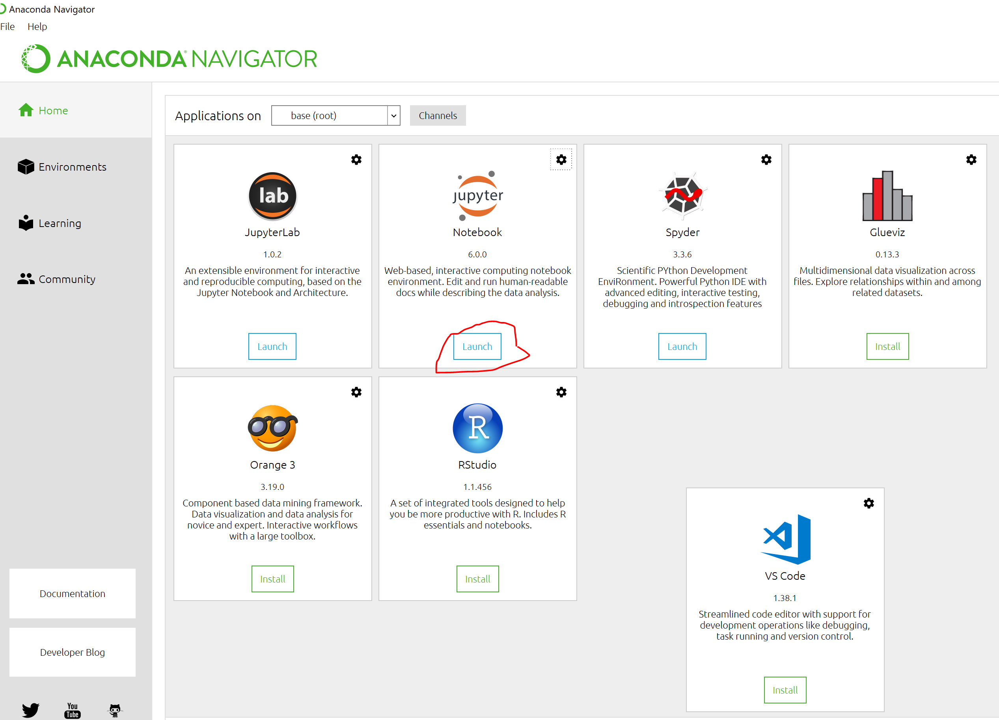 Anaconda Navigator
File Help
ANACONDA® NAVIGATOR
Home
Environments
Learning
Community
Documentation
Developer Blog
You
Tube
Applications on base (root) Channels
lab
JupyterLab
1.0.2
An extensible environment for interactive
and reproducible computing, based on the
Jupyter Notebook and Architecture.
Launch
jupyter
Notebook
6.0.0
Web-based, interactive computing notebook
environment. Edit and run human-readable
docs while describing the data analysis.
Launch
Spyder
3.3.6
Scientific PYthon Development
EnviRonment. Powerful Python IDE with
advanced editing, interactive testing,
debugging and introspection features
Launch
Glueviz
0.13.3
Multidimensional data visualization across
files. Explore relationships within and among
related datasets.
Install
Orange 3
3.19.0
Component based data mining framework.
Data visualization and data analysis for
novice and expert. Interactive workflows
with a large toolbox.
Install
R
RStudio
1.1.456
A set of integrated tools designed to help
you be more productive with R. Includes R
essentials and notebooks.
Install
VS Code
1.38.1
Streamlined code editor with support for
development operations like debugging,
task running and version control.
Install